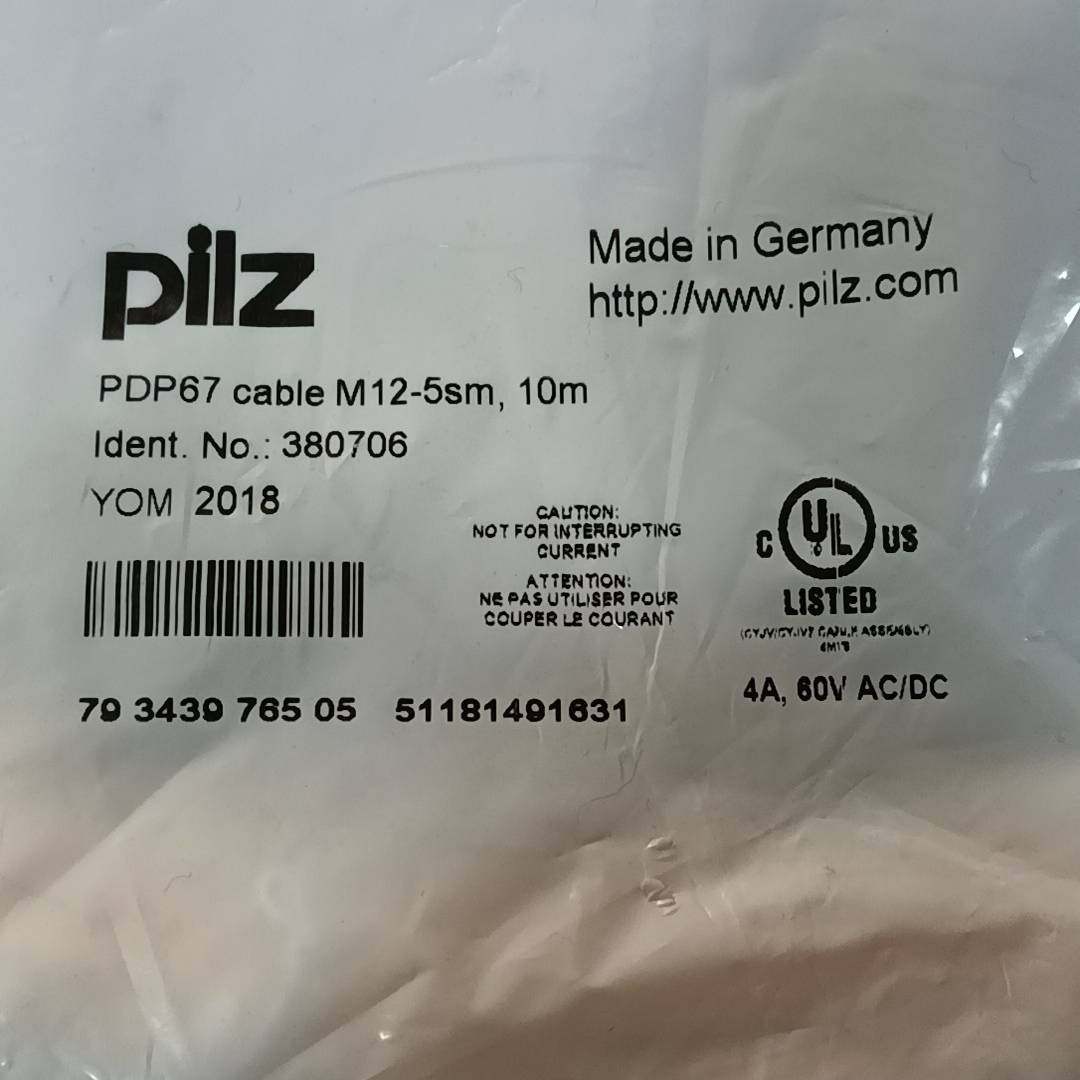 pilz
Made in Germany
http://www.pilz.com
PDP67 cable M12-5sm, 10m
Ident. No.: 380706
YOM 2018
CAUTION:
NOT FOR INTERRUPTING
CURRENT
ATTENTION:
NE PAS UTILISER POUR
COUPER LE COURANT
C UL US
LISTED
ASSEMBLY)
4A, 60V AC/DC
79 3439 765 05 51181491631